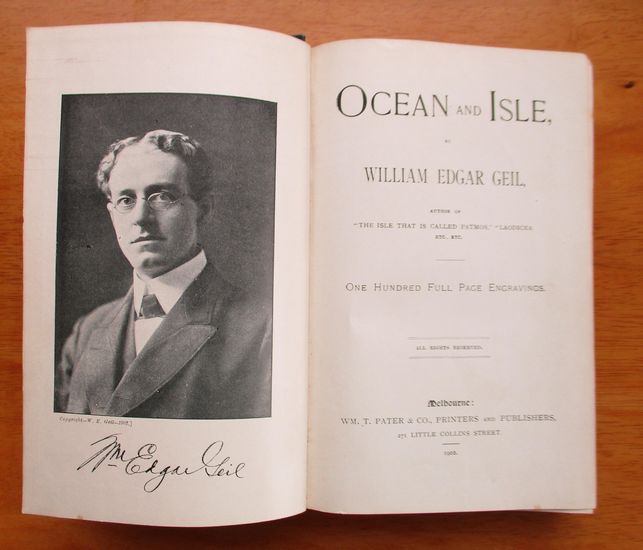 Copyright—W. E. Geil—1902.]
Wm Edgar Geil
OCEAN AND ISLE,
BY
WILLIAM EDGAR GEIL,
AUTHOR OF
"THE ISLE THAT IS CALLED PATMOS," "LAODICEA
ETC., ETC.
ONE HUNDRED FULL PAGE ENGRAVINGS.
ALL RIGHTS RESERVED.
Melbourne:
WM. T. PATER & CO., PRINTERS AND PUBLISHERS,
271 LITTLE COLLINS STREET.
1902.